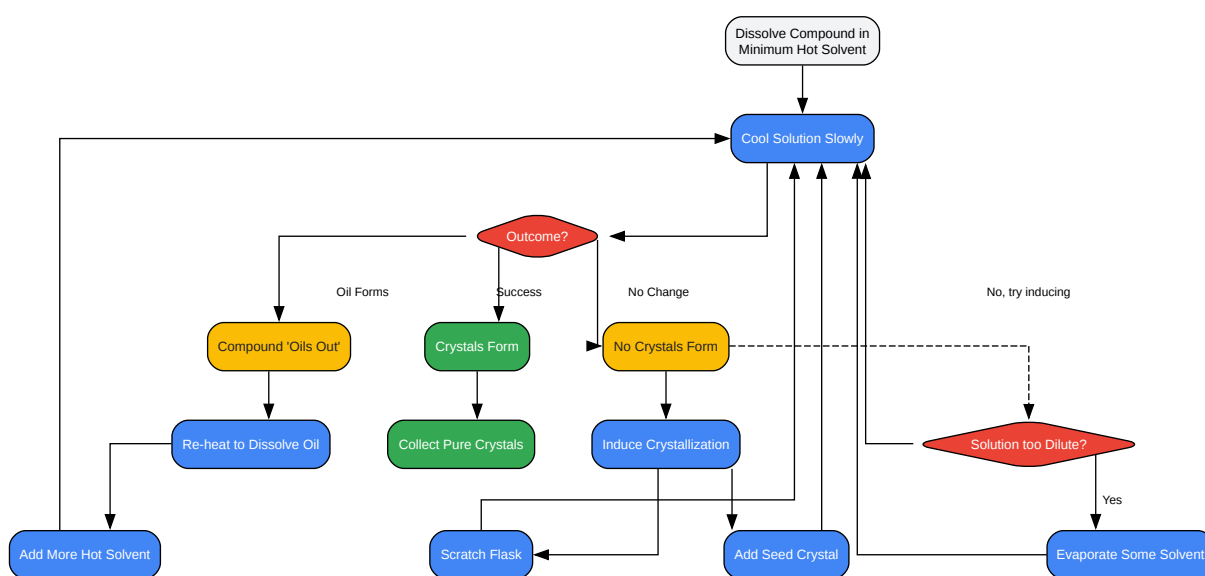 Dissolve Compound in
Minimum Hot Solvent
Cool Solution Slowly
Outcome?
Oil Forms
Success
No Change
No, try inducing
Compound 'Oils Out'
Crystals Form
No Crystals Form
Re-heat to Dissolve Oil
Collect Pure Crystals
Induce Crystallization
Solution too Dilute?
Yes
Add More Hot Solvent
Scratch Flask
Add Seed Crystal
Evaporate Some Solvent